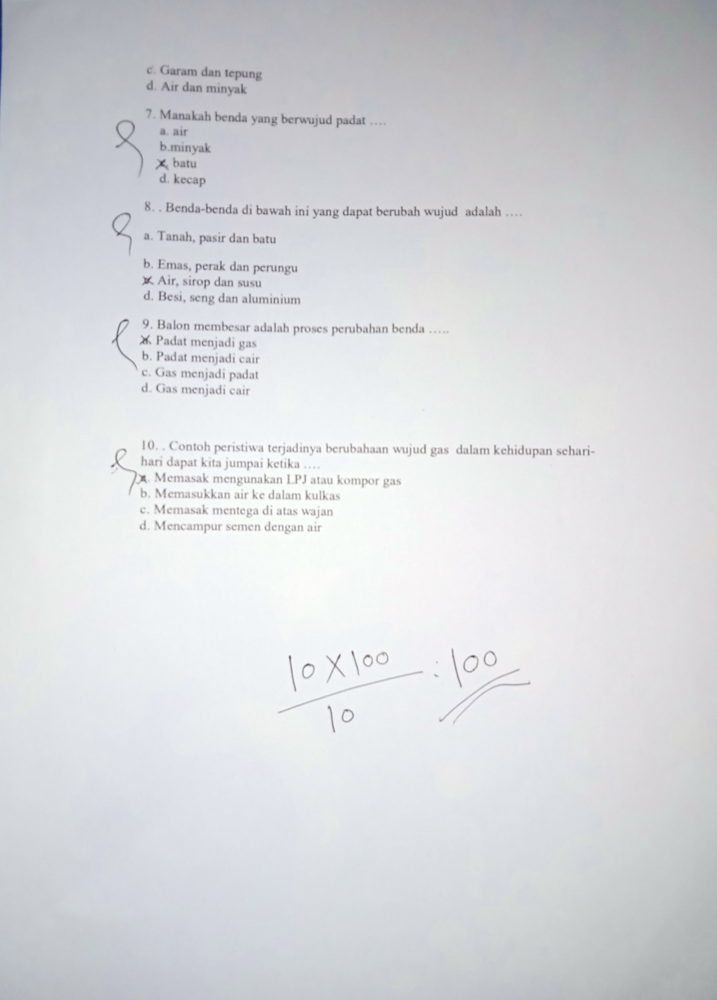 c. Garam dan tepung
d. Air dan minyak
7. Manakah benda yang berwujud padat ….
a. air
b.minyak
batu
d. kecap
8. . Benda-benda di bawah ini yang dapat berubah wujud adalah ….
a. Tanah, pasir dan batu
b. Emas, perak dan perungu
Air, sirop dan susu
d. Besi, seng dan aluminium
9. Balon membesar adalah proses perubahan benda …..
Padat menjadi gas
b. Padat menjadi cair
c. Gas menjadi padat
d. Gas menjadi cair
10. . Contoh peristiwa terjadinya berubahaan wujud gas dalam kehidupan sehari-
hari dapat kita jumpai ketika ….
Memasak mengunakan LPJ atau kompor gas
b. Memasukkan air ke dalam kulkas
c. Memasak mentega di atas wajan
d. Mencampur semen dengan air
10 X 100 : 100
10